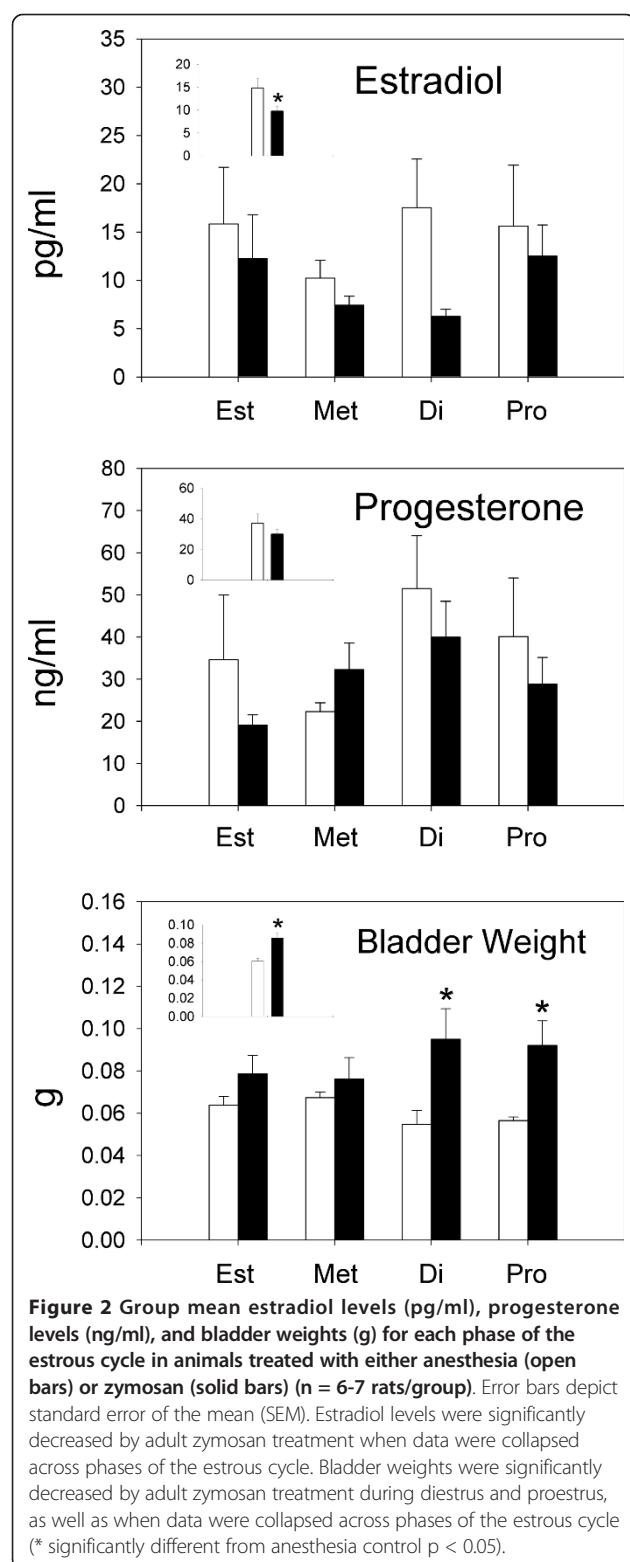 Estradiol
35
30
25
20
15
10
5
0
20
15
10
5
0
*
pg/ml
Est Met Di Pro
Progesterone
80
70
60
50
40
30
20
10
0
60
40
20
0
ng/ml
Est Met Di Pro
Bladder Weight
0.16
0.14
0.12
0.10
0.08
0.06
0.04
0.02
0.00
0.10
0.08
0.06
0.04
0.02
0.00
*
* *
g
Est Met Di Pro
Figure 2 Group mean estradiol levels (pg/ml), progesterone
levels (ng/ml), and bladder weights (g) for each phase of the
estrous cycle in animals treated with either anesthesia (open
bars) or zymosan (solid bars) (n = 6-7 rats/group). Error bars depict
standard error of the mean (SEM). Estradiol levels were significantly
decreased by adult zymosan treatment when data were collapsed
across phases of the estrous cycle. Bladder weights were significantly
decreased by adult zymosan treatment during diestrus and proestrus,
as well as when data were collapsed across phases of the estrous cycle
(* significantly different from anesthesia control p < 0.05).